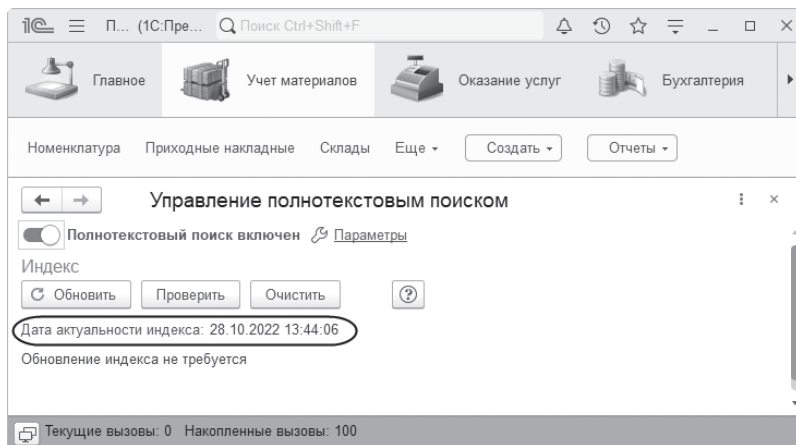 1С П... (1С:Пре... Поиск Ctrl+Shift+F
Главное Учет материалов Оказание услуг Бухгалтерия
Номенклатура Приходные накладные Склады Еще Создать Отчеты
Управление полнотекстовым поиском
Полнотекстовый поиск включен Параметры
Индекс
Обновить Проверить Очистить ?
Дата актуальности индекса: 28.10.2022 13:44:06
Обновление индекса не требуется
Текущие вызовы: 0 Накопленные вызовы: 100